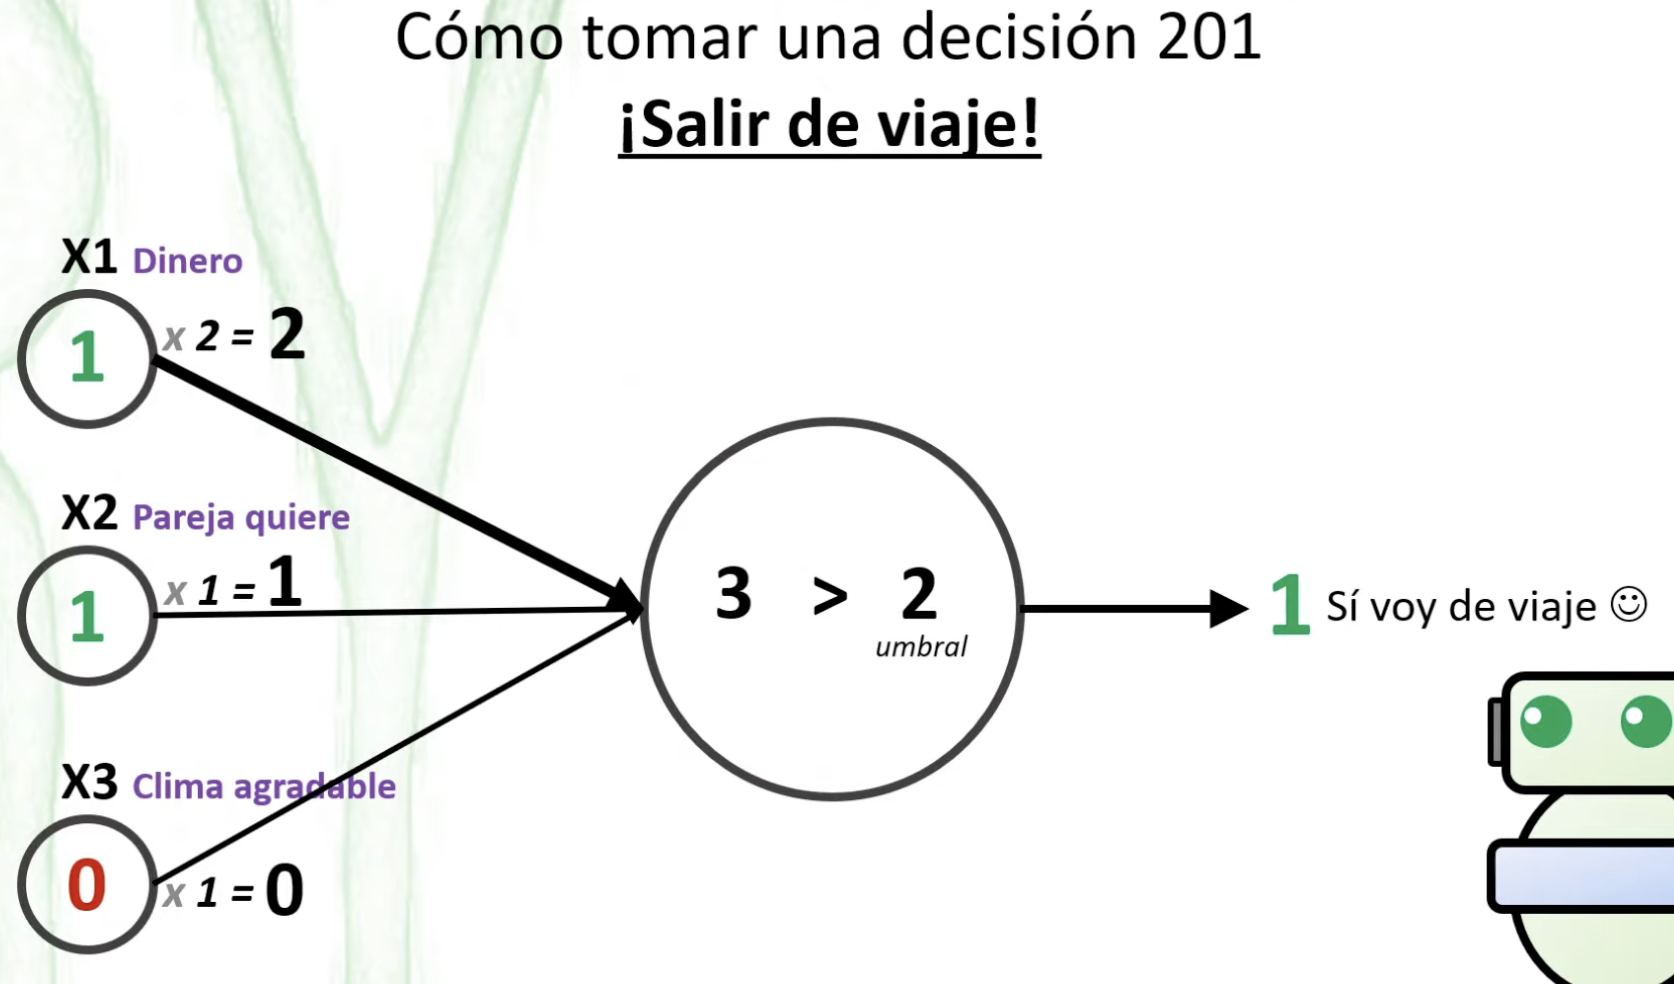 Cómo tomar una decisión 201
¡Salir de viaje!
X1 Dinero
1 x 2 = 2
X2 Pareja quiere
1 x 1 = 1
3 > 2
umbral
1 Sí voy de viaje ☺
X3 Clima agradable
0 x 1 = 0